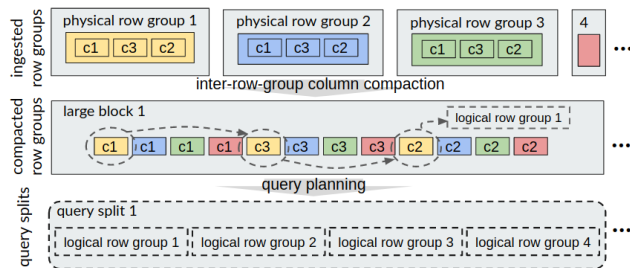 ingested
row groups
physical row group 1
physical row group 2
physical row group 3
4
c1 c3 c2
c1 c3 c2
c1 c3 c2
...
inter-row-group column compaction
compacted
row groups
large block 1
logical row group 1
c1 c1 c1 c1 c3 c3 c3 c3 c2 c2 c2 c2
...
query planning
query splits
query split 1
logical row group 1 logical row group 2 logical row group 3 logical row group 4
...